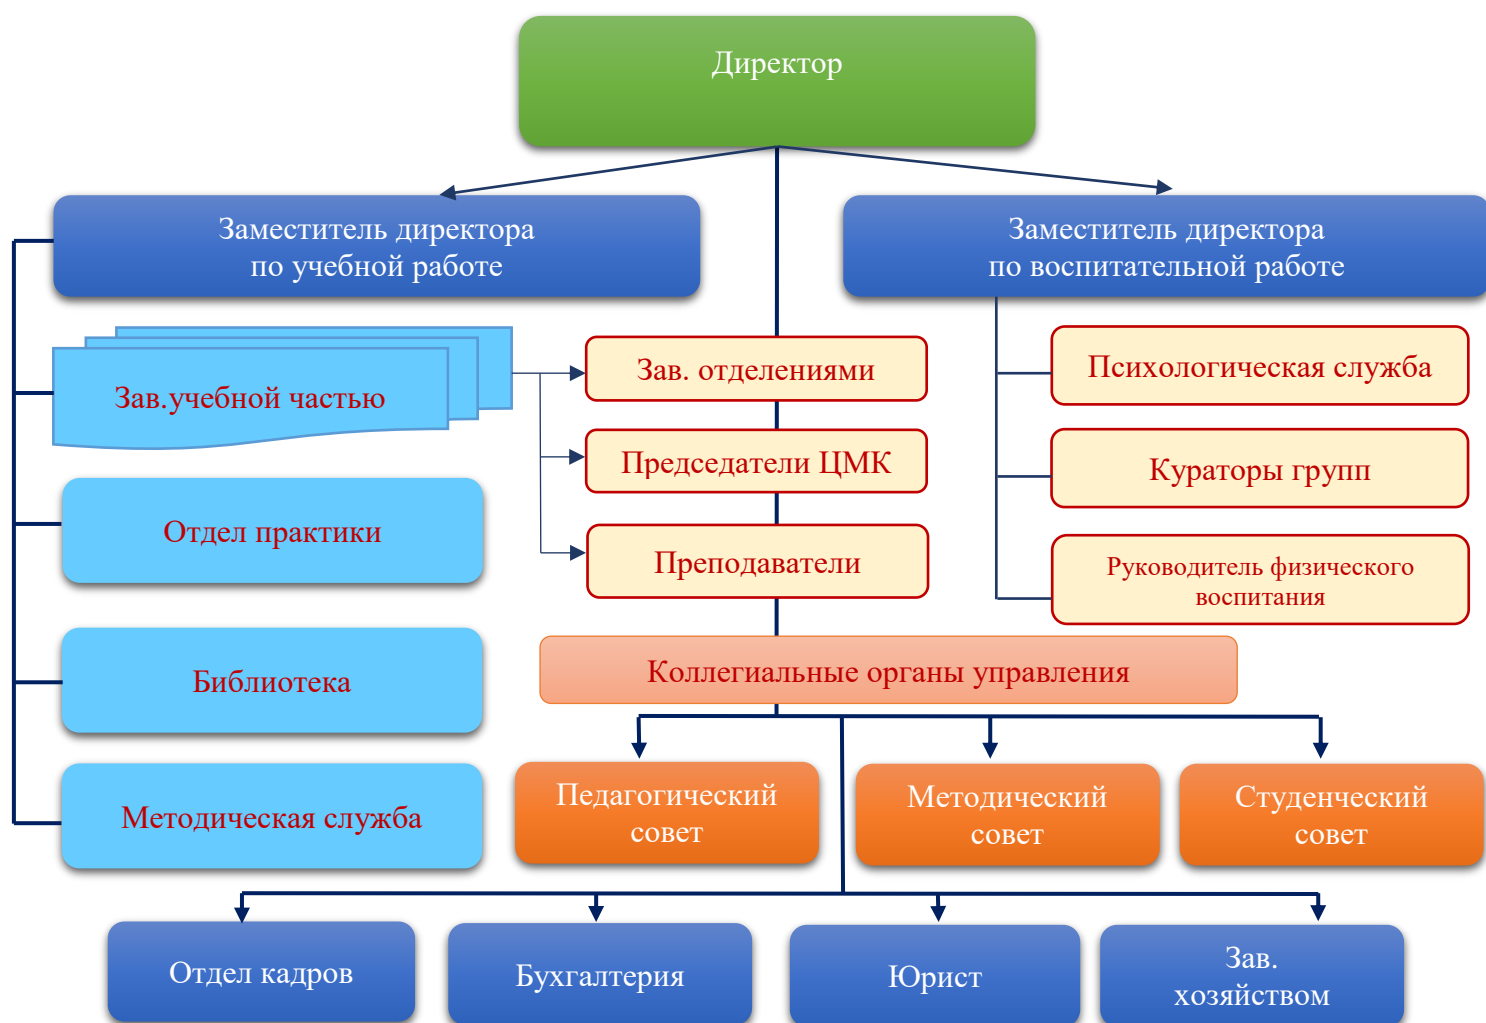 Директор
Заместитель директора
по учебной работе
Заместитель директора
по воспитательной работе
Зав.учебной частью
Отдел практики
Библиотека
Методическая служба
Зав. отделениями
Председатели ЦМК
Преподаватели
Психологическая служба
Кураторы групп
Руководитель физического
воспитания
Коллегиальные органы управления
Педагогический
совет
Методический
совет
Студенческий
совет
Отдел кадров
Бухгалтерия
Юрист
Зав.
хозяйством